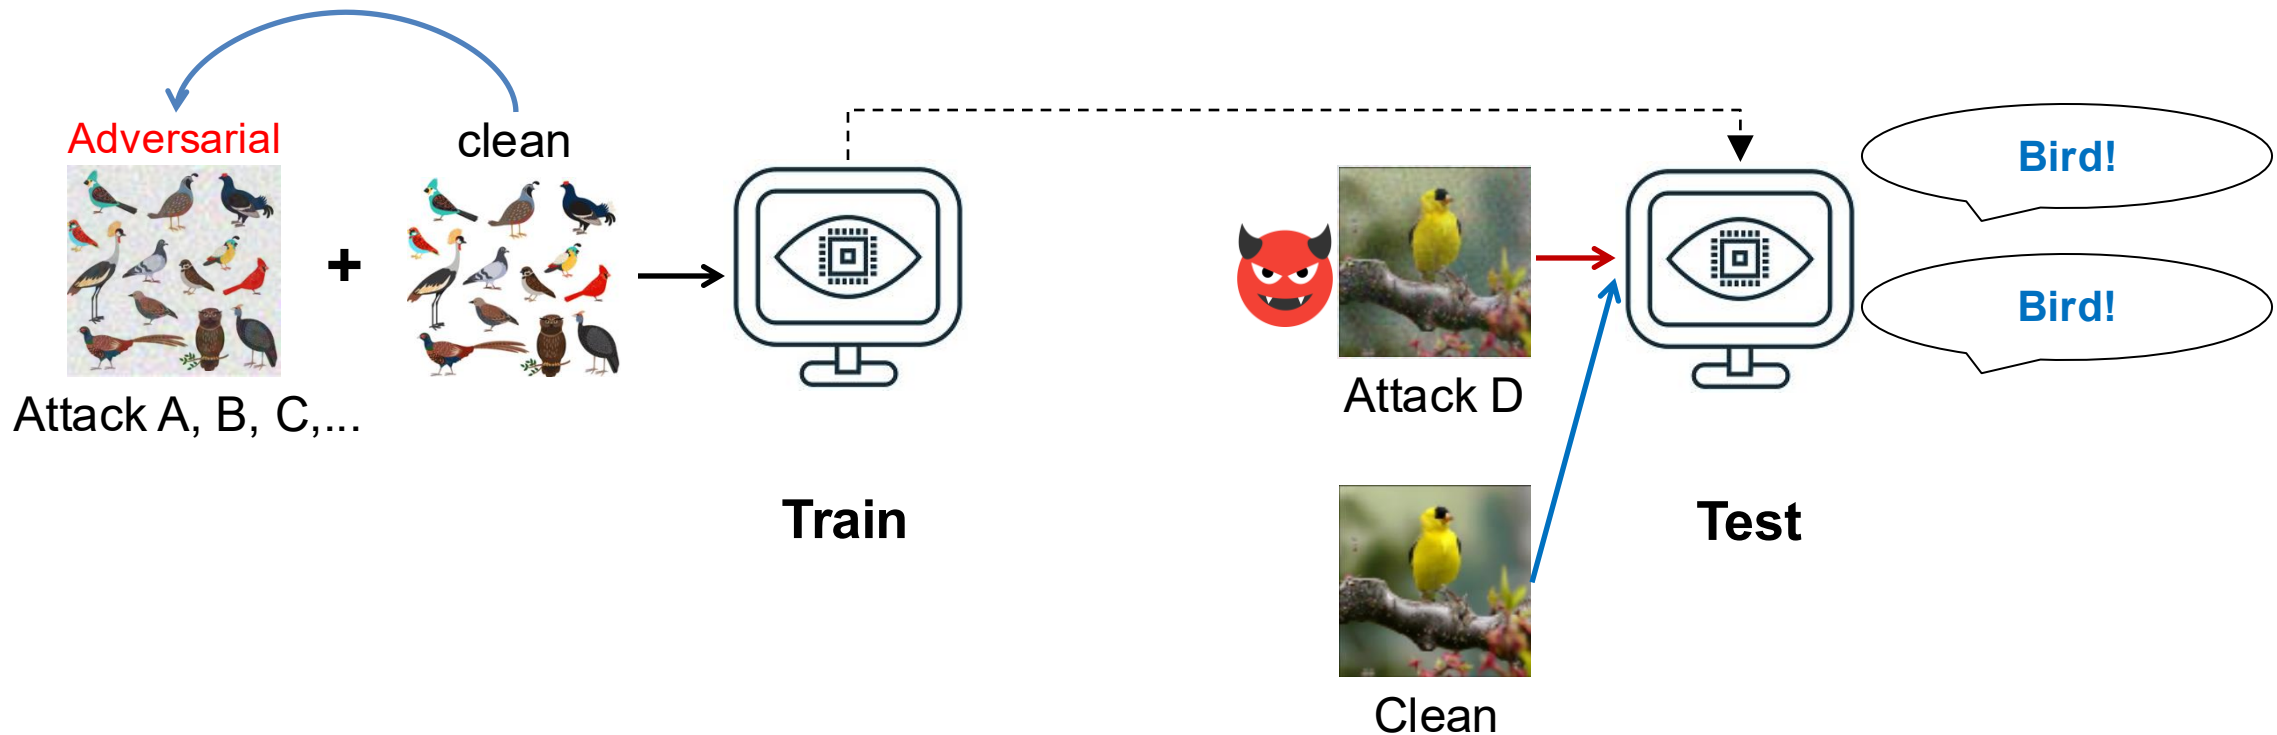 Adversarial
clean
+
Attack A, B, C,...
Train
Attack D
Clean
Test
Bird!
Bird!